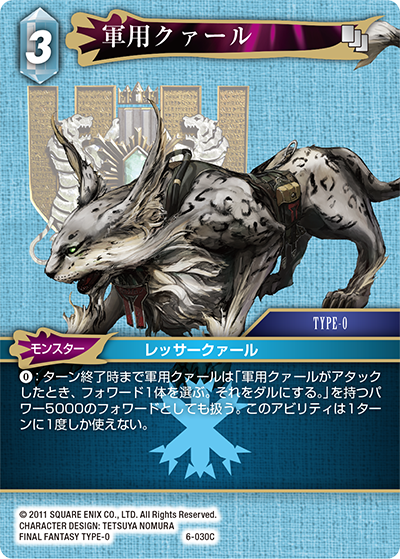 3
軍用クァール
TYPE-0
モンスター
レッサークァール
0：ターン終了時まで軍用クァールは「軍用クァールがアタック
したとき、フォワード1体を選ぶ。それをダルにする。」を持つパ
ワー5000のフォワードとしても扱う。このアビリティは1ター
ンに1度しか使えない。
© 2011 SQUARE ENIX CO., LTD. All Rights Reserved.
CHARACTER DESIGN: TETSUYA NOMURA
FINAL FANTASY TYPE-0
6-030C